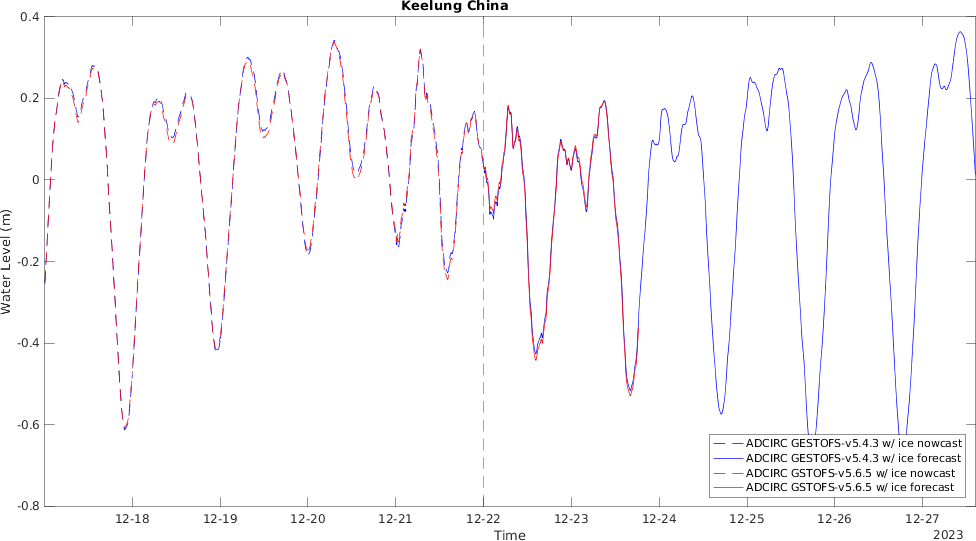 Keelung China
0.4
0.2
0
-0.2
-0.4
-0.6
-0.8
Water Level (m)
ADCIRC GESTOFS-v5.4.3 w/ ice nowcast
ADCIRC GESTOFS-v5.4.3 w/ ice forecast
ADCIRC GSTOFS-v5.6.5 w/ ice nowcast
ADCIRC GSTOFS-v5.6.5 w/ ice forecast
12-18 12-19 12-20 12-21 12-22 12-23 12-24 12-25 12-26 12-27
Time
2023